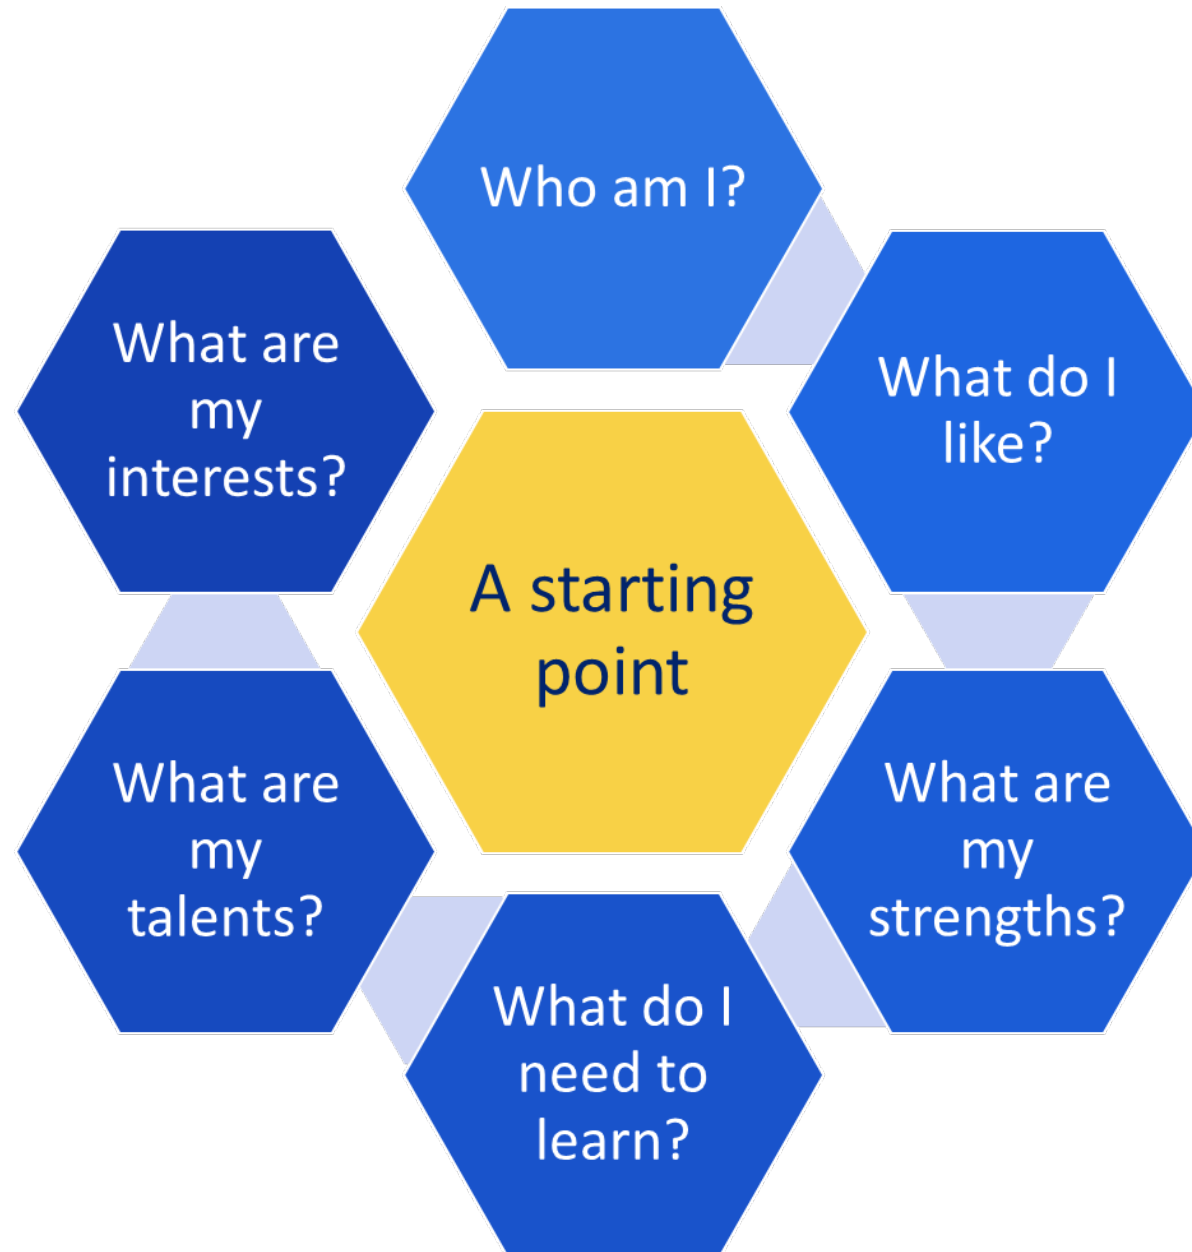 Who am I?
What do I
like?
What are
my
strengths?
What do I
need to
learn?
What are
my
talents?
What are
my
interests?
A starting
point